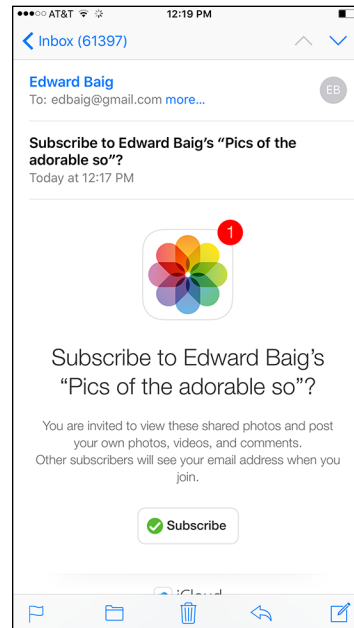 AT&T 12:19 PM
Inbox (61397)
Edward Baig
EB
To: edbaig@gmail.com more...
Subscribe to Edward Baig's "Pics of the
adorable so"?
Today at 12:17 PM
1
Subscribe to Edward Baig's
"Pics of the adorable so"?
You are invited to view these shared photos and post
your own photos, videos, and comments.
Other subscribers will see your email address when you
join.
Subscribe
iCloud